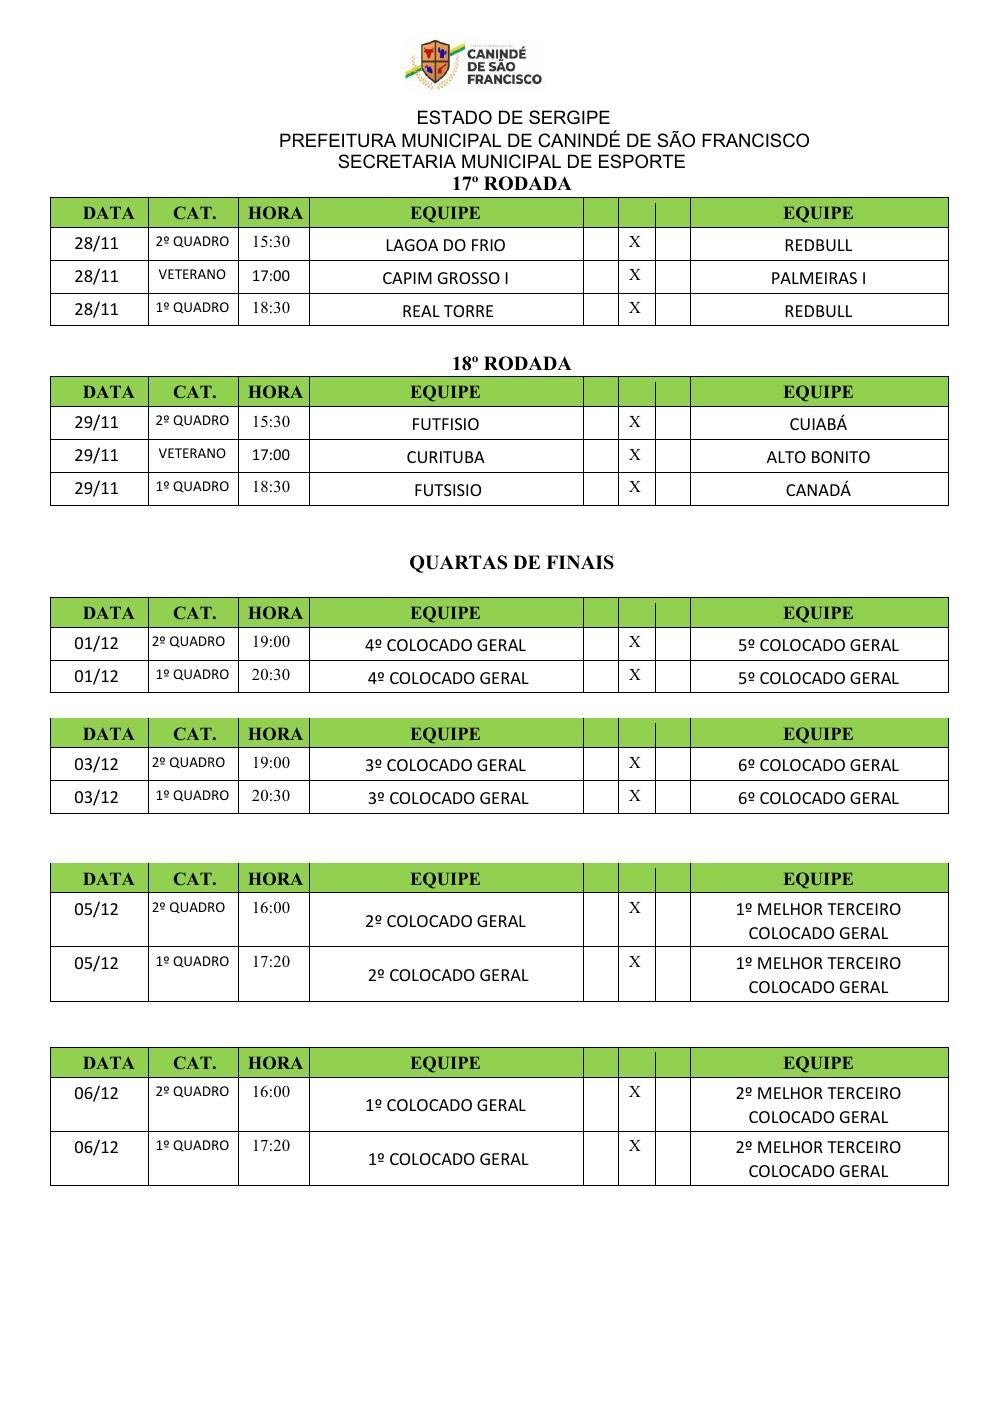 CANINDÉ
DE SÃO
FRANCISCO
ESTADO DE SERGIPE
PREFEITURA MUNICIPAL DE CANINDÉ DE SÃO FRANCISCO
SECRETARIA MUNICIPAL DE ESPORTE
17º RODADA
DATA CAT. HORA EQUIPE EQUIPE
28/11 2º QUADRO 15:30 LAGOA DO FRIO X REDBULL
28/11 VETERANO 17:00 CAPIM GROSSO I X PALMEIRAS I
28/11 1º QUADRO 18:30 REAL TORRE X REDBULL
18º RODADA
DATA CAT. HORA EQUIPE EQUIPE
29/11 2º QUADRO 15:30 FUTFISIO X CUIABÁ
29/11 VETERANO 17:00 CURITUBA X ALTO BONITO
29/11 1º QUADRO 18:30 FUTSISIO X CANADÁ
QUARTAS DE FINAIS
DATA CAT. HORA EQUIPE EQUIPE
01/12 2º QUADRO 19:00 4º COLOCADO GERAL X 5º COLOCADO GERAL
01/12 1º QUADRO 20:30 4º COLOCADO GERAL X 5º COLOCADO GERAL
DATA CAT. HORA EQUIPE EQUIPE
03/12 2º QUADRO 19:00 3º COLOCADO GERAL X 6º COLOCADO GERAL
03/12 1º QUADRO 20:30 3º COLOCADO GERAL X 6º COLOCADO GERAL
DATA CAT. HORA EQUIPE EQUIPE
05/12 2º QUADRO 16:00 2º COLOCADO GERAL X 1º MELHOR TERCEIRO
COLOCADO GERAL
05/12 1º QUADRO 17:20 2º COLOCADO GERAL X 1º MELHOR TERCEIRO
COLOCADO GERAL
DATA CAT. HORA EQUIPE EQUIPE
06/12 2º QUADRO 16:00 1º COLOCADO GERAL X 2º MELHOR TERCEIRO
COLOCADO GERAL
06/12 1º QUADRO 17:20 1º COLOCADO GERAL X 2º MELHOR TERCEIRO
COLOCADO GERAL